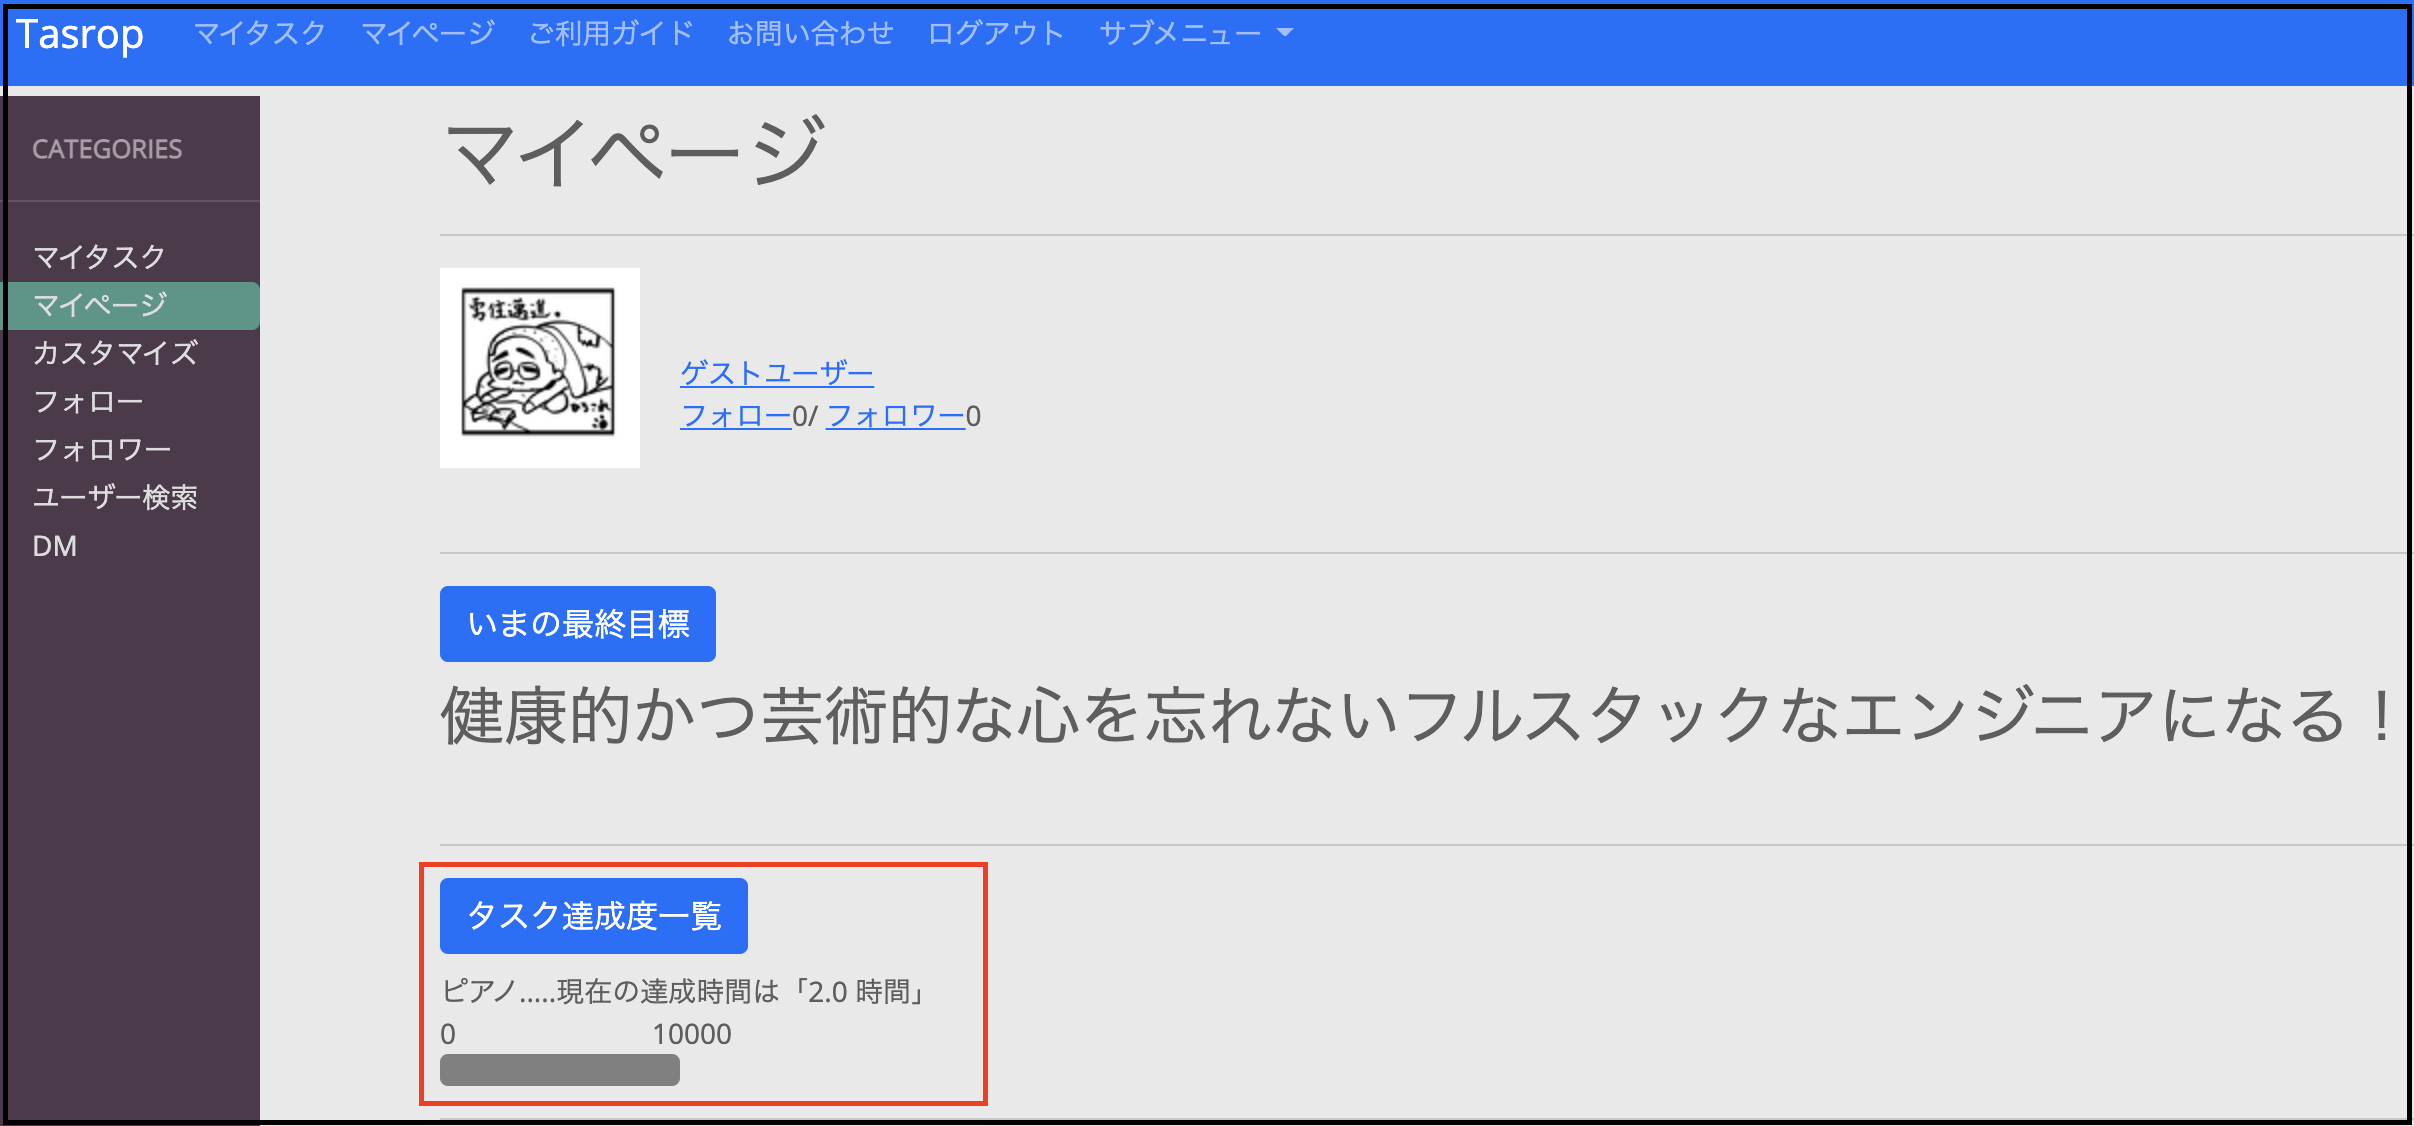 Tasrop マイタスク マイページ ご利用ガイド お問い合わせ ログアウト サブメニュー
CATEGORIES
マイタスク
マイページ
カスタマイズ
フォロー
フォロワー
ユーザー検索
DM
マイページ
ゲストユーザー
フォロー0/ フォロワー0
いまの最終目標
健康的かつ芸術的な心を忘れないフルスタックなエンジニアになる！
タスク達成度一覧
ピアノ.....現在の達成時間は「2.0 時間」
0 10000